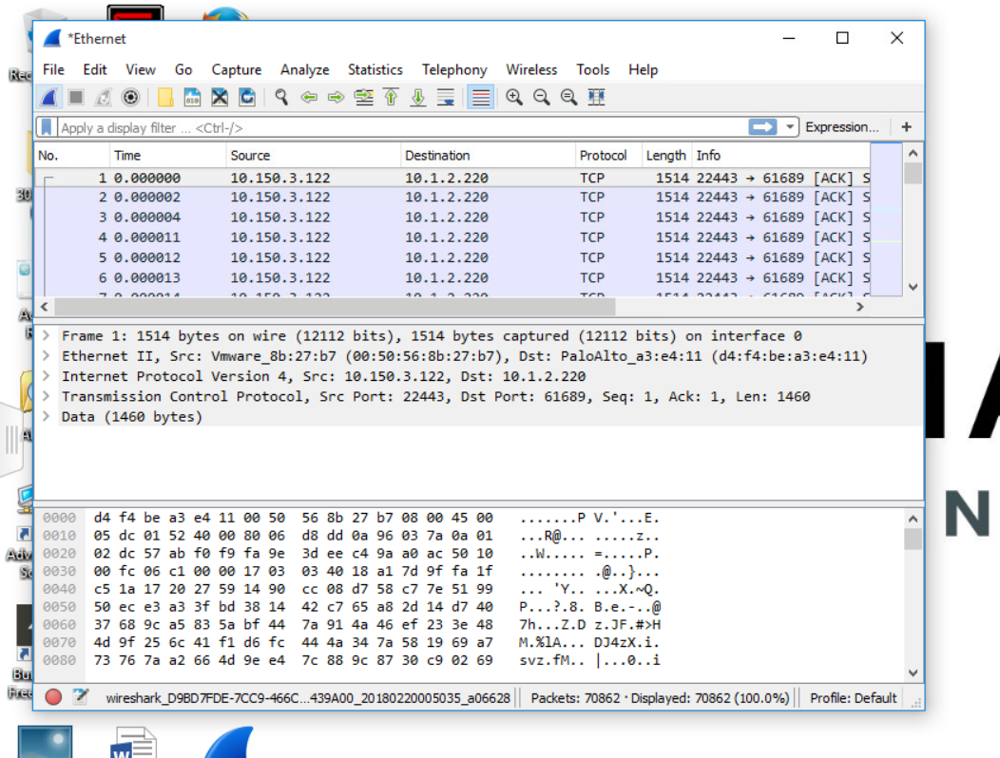 *Ethernet
File Edit View Go Capture Analyze Statistics Telephony Wireless Tools Help
Apply a display filter ... <Ctrl-/> Expression... +
No. Time Source Destination Protocol Length Info
1 0.000000 10.150.3.122 10.1.2.220 TCP 1514 22443 → 61689 [ACK] S
2 0.000002 10.150.3.122 10.1.2.220 TCP 1514 22443 → 61689 [ACK] S
3 0.000004 10.150.3.122 10.1.2.220 TCP 1514 22443 → 61689 [ACK] S
4 0.000011 10.150.3.122 10.1.2.220 TCP 1514 22443 → 61689 [ACK] S
5 0.000012 10.150.3.122 10.1.2.220 TCP 1514 22443 → 61689 [ACK] S
6 0.000013 10.150.3.122 10.1.2.220 TCP 1514 22443 → 61689 [ACK] S
7 0.000014 10.150.3.122 10.1.2.220 TCP 1514 22443 → 61689 [ACK] S
> Frame 1: 1514 bytes on wire (12112 bits), 1514 bytes captured (12112 bits) on interface 0
> Ethernet II, Src: Vmware_8b:27:b7 (00:50:56:8b:27:b7), Dst: PaloAlto_a3:e4:11 (d4:f4:be:a3:e4:11)
> Internet Protocol Version 4, Src: 10.150.3.122, Dst: 10.1.2.220
> Transmission Control Protocol, Src Port: 22443, Dst Port: 61689, Seq: 1, Ack: 1, Len: 1460
> Data (1460 bytes)
0000 d4 f4 be a3 e4 11 00 50 56 8b 27 b7 08 00 45 00 .......P V.'...E.
0010 05 dc 01 52 40 00 80 06 d8 dd 0a 96 03 7a 0a 01 ...R@... .....z..
0020 02 dc 57 ab f0 f9 fa 9e 3d ee c4 9a a0 ac 50 10 ..W..... =.....P.
0030 00 fc 06 c1 00 00 17 03 03 40 18 a1 7d 9f fa 1f ........ .@..}...
0040 c5 1a 17 20 27 59 14 90 cc 08 d7 58 c7 7e 51 99 ... 'Y.. ...X.~Q.
0050 50 ec e3 a3 3f bd 38 14 42 c7 65 a8 2d 14 d7 40 P...?.8. B.e.-..@
0060 37 68 9c a5 83 5a bf 44 7a 91 4a 46 ef 23 3e 48 7h...Z.D z.JF.#>H
0070 4d 9f 25 6c 41 f1 d6 fc 44 4a 34 7a 58 19 69 a7 M.%lA... DJ4zX.i.
0080 73 76 7a a2 66 4d 9e e4 7c 88 9c 87 30 c9 02 69 svz.fM.. |...0..i
wireshark_D9BD7FDE-7CC9-466C...439A00_20180220005035_a06628 Packets: 70862 · Displayed: 70862 (100.0%) Profile: Default
N